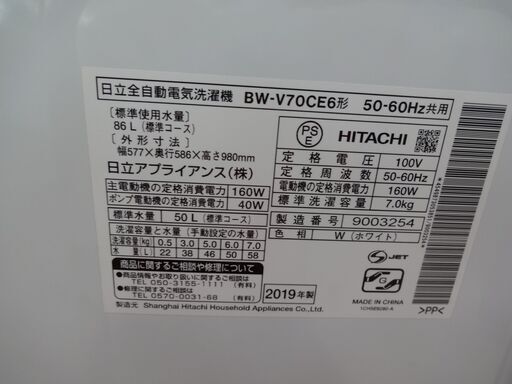 日立全自動電気洗濯機 BW-V70CE6形 50-60Hz共用
[標準使用水量]
86L(標準コース)
[外形寸法]
幅577×奥行586×高さ980mm
日立アプライアンス(株)
主電動機の定格消費電力 160W
ポンプ電動機の定格消費電力 40W
標準水量 50L(標準コース)
洗濯容量と水量(手動設定の水量)
洗濯容量(kg) 0.5 3.0 5.0 6.0 7.0
水量(L) 22 38 46 50 58
商品に関するご相談や修理について
商品情報やお取り扱いに関するご相談
TEL 050-3155-1111(有料)
修理に関するご相談
TEL 0570-0031-68(有料)
製造元 Shanghai Hitachi Household Appliances Co.,Ltd.
2019年製
PS
E
HITACHI
定格電圧 100V
定格周波数 50-60Hz
電動機の定格消費電力 160W
標準洗濯容量 7.0kg
製造番号 9003254
色相 W(ホワイト)
G
S JET
MADE IN CHINA
>PP<